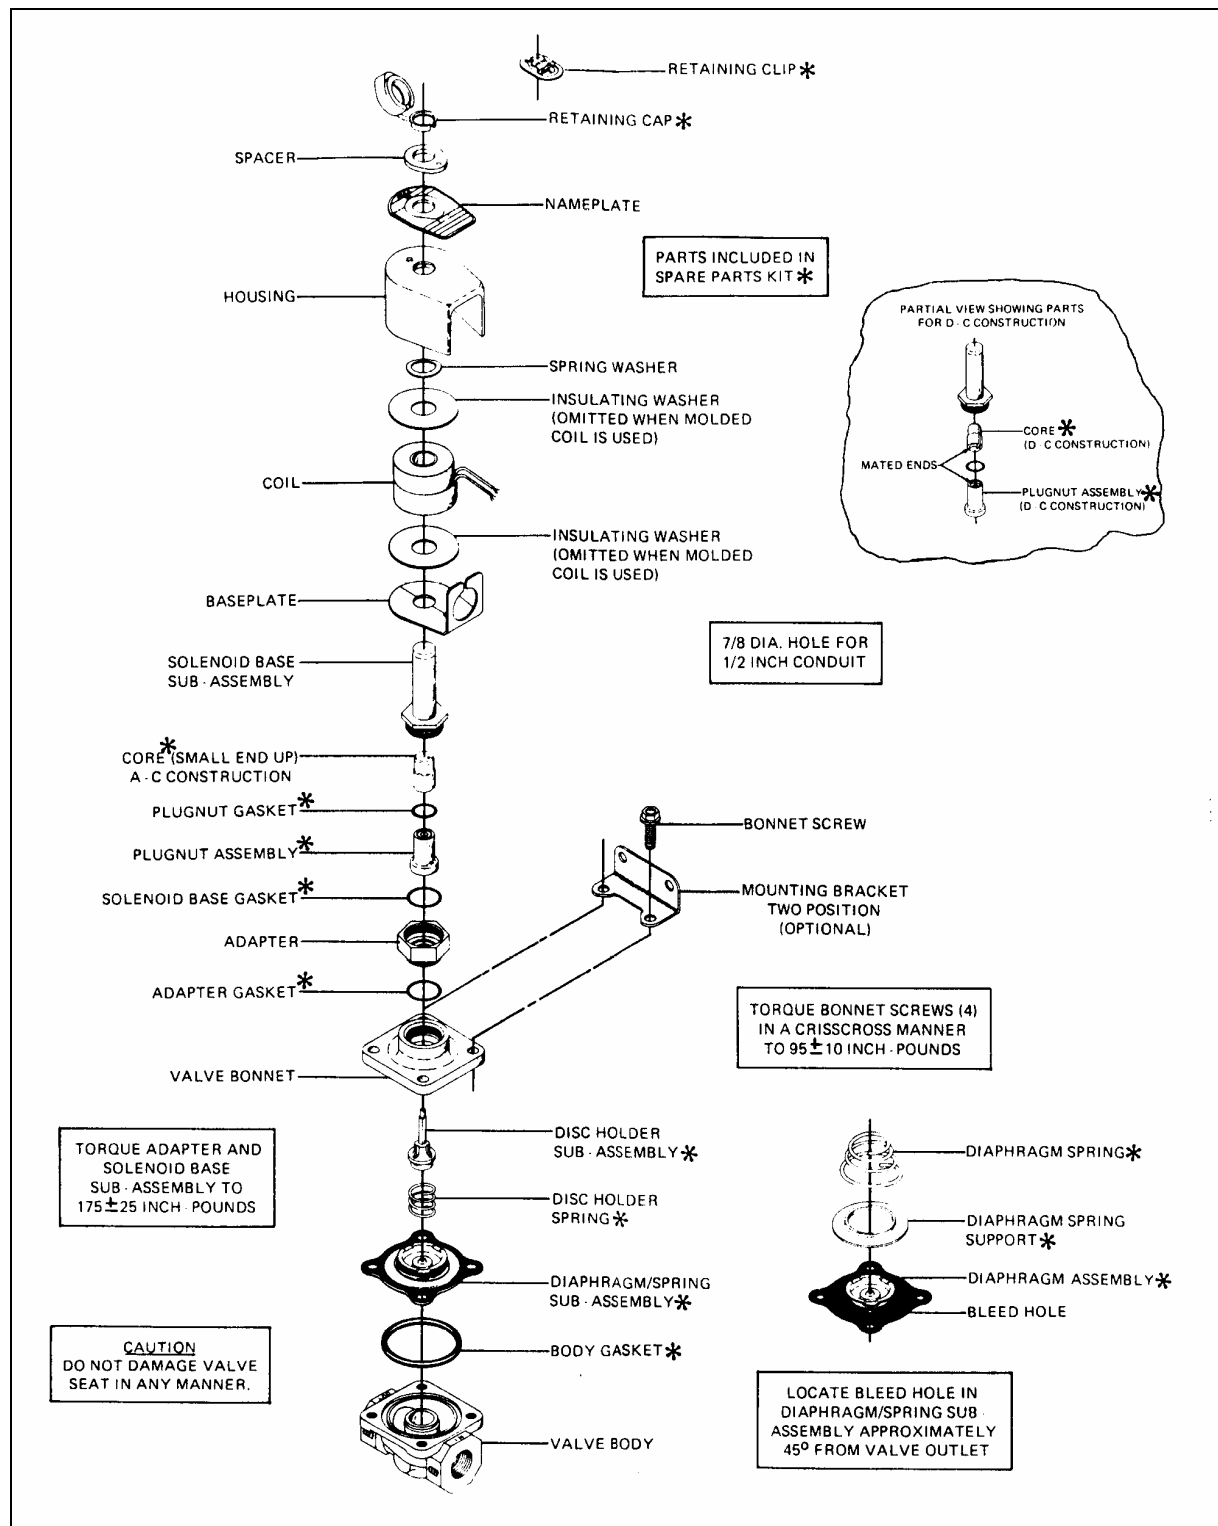 RETAINING CLIP*
RETAINING CAP*
SPACER
NAMEPLATE
PARTS INCLUDED IN
SPARE PARTS KIT*
HOUSING
PARTIAL VIEW SHOWING PARTS
FOR D-C CONSTRUCTION
SPRING WASHER
INSULATING WASHER
(OMITTED WHEN MOLDED
COIL IS USED)
CORE*
(D-C CONSTRUCTION)
MATED ENDS
PLUGNUT ASSEMBLY*
(D-C CONSTRUCTION)
COIL
INSULATING WASHER
(OMITTED WHEN MOLDED
COIL IS USED)
BASEPLATE
7/8 DIA. HOLE FOR
1/2 INCH CONDUIT
SOLENOID BASE
SUB-ASSEMBLY
CORE*(SMALL END UP)
A-C CONSTRUCTION
PLUGNUT GASKET*
BONNET SCREW
PLUGNUT ASSEMBLY*
SOLENOID BASE GASKET*
MOUNTING BRACKET
TWO POSITION
(OPTIONAL)
ADAPTER
ADAPTER GASKET*
TORQUE BONNET SCREWS (4)
IN A CRISSCROSS MANNER
TO 95±10 INCH-POUNDS
VALVE BONNET
TORQUE ADAPTER AND
SOLENOID BASE
SUB-ASSEMBLY TO
175±25 INCH-POUNDS
DISC HOLDER
SUB-ASSEMBLY*
DISC HOLDER
SPRING*
DIAPHRAGM SPRING*
DIAPHRAGM SPRING
SUPPORT*
DIAPHRAGM/SPRING
SUB-ASSEMBLY*
DIAPHRAGM ASSEMBLY*
BLEED HOLE
CAUTION
DO NOT DAMAGE VALVE
SEAT IN ANY MANNER.
BODY GASKET*
LOCATE BLEED HOLE IN
DIAPHRAGM/SPRING SUB-
ASSEMBLY APPROXIMATELY
45º FROM VALVE OUTLET
VALVE BODY